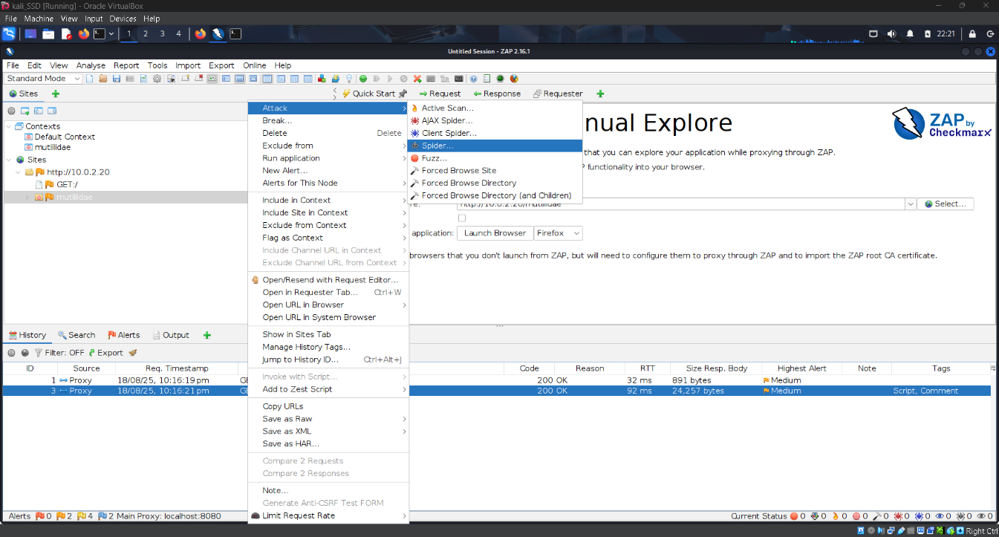 kali_SSD [Running] - Oracle VirtualBox
File Machine View Input Devices Help
1 2 3 4 22:21
Untitled Session - ZAP 2.16.1
File Edit View Analyse Report Tools Import Export Online Help
Standard Mode
Sites
Quick Start Request Response Requester
Contexts
Default Context
mutillidae
Sites
http://10.0.2.20
GET:/
mutillidae
Attack
Break...
Delete Delete
Exclude from
Run application
New Alert...
Alerts for This Node
Include in Context
Include Site in Context
Exclude from Context
Flag as Context
Include Channel URL in Context
Exclude Channel URL from Context
Open/Resend with Request Editor...
Open in Requester Tab... Ctrl+W
Open URL in Browser
Open URL in System Browser
Show in Sites Tab
Manage History Tags...
Jump to History ID... Ctrl+Alt+J
Invoke with Script...
Add to Zest Script
Copy URLs
Save as Raw
Save as XML
Save as HAR...
Compare 2 Requests
Compare 2 Responses
Note...
Generate Anti-CSRF Test FORM
Limit Request Rate
Active Scan...
AJAX Spider...
Client Spider...
Spider...
Fuzz...
Forced Browse Site
Forced Browse Directory
Forced Browse Directory (and Children)
nual Explore
ZAP by
Checkmarx
that you can explore your application while proxying through ZAP.
functionality into your browser.
http://10.0.2.20/mutillidae Select...
application: Launch Browser Firefox
browsers that you don't launch from ZAP, but will need to configure them to proxy through ZAP and to import the ZAP root CA certificate.
History Search Alerts Output
Filter: OFF Export
ID Source Req. Timestamp Code Reason RTT Size Resp. Body Highest Alert Note Tags
1 Proxy 18/08/25, 10:16:19 pm 200 OK 32 ms 891 bytes Medium
3 Proxy 18/08/25, 10:16:21 pm 200 OK 92 ms 24,257 bytes Medium Script, Comment
Alerts 0 2 4 2 Main Proxy: localhost:8080 Current Status 0 0 0 0 0 0 0 0 0 0
Right Ctrl